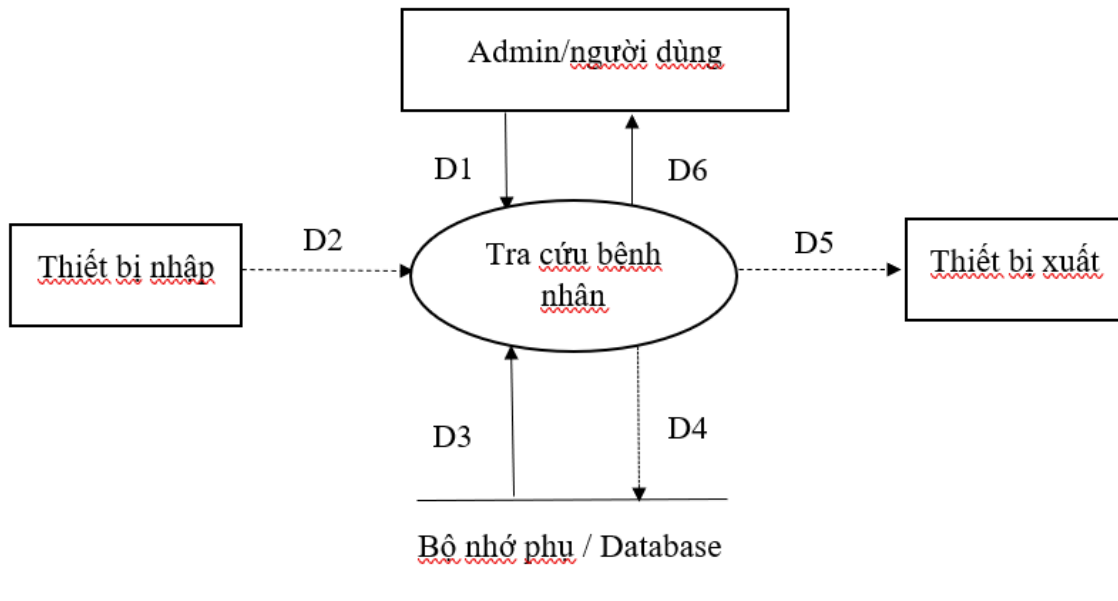 Admin/người dùng
D1
D6
Thiết bị nhập
D2
Tra cứu bệnh
nhân
D5
Thiết bị xuất
D3
D4
Bộ nhớ phụ / Database